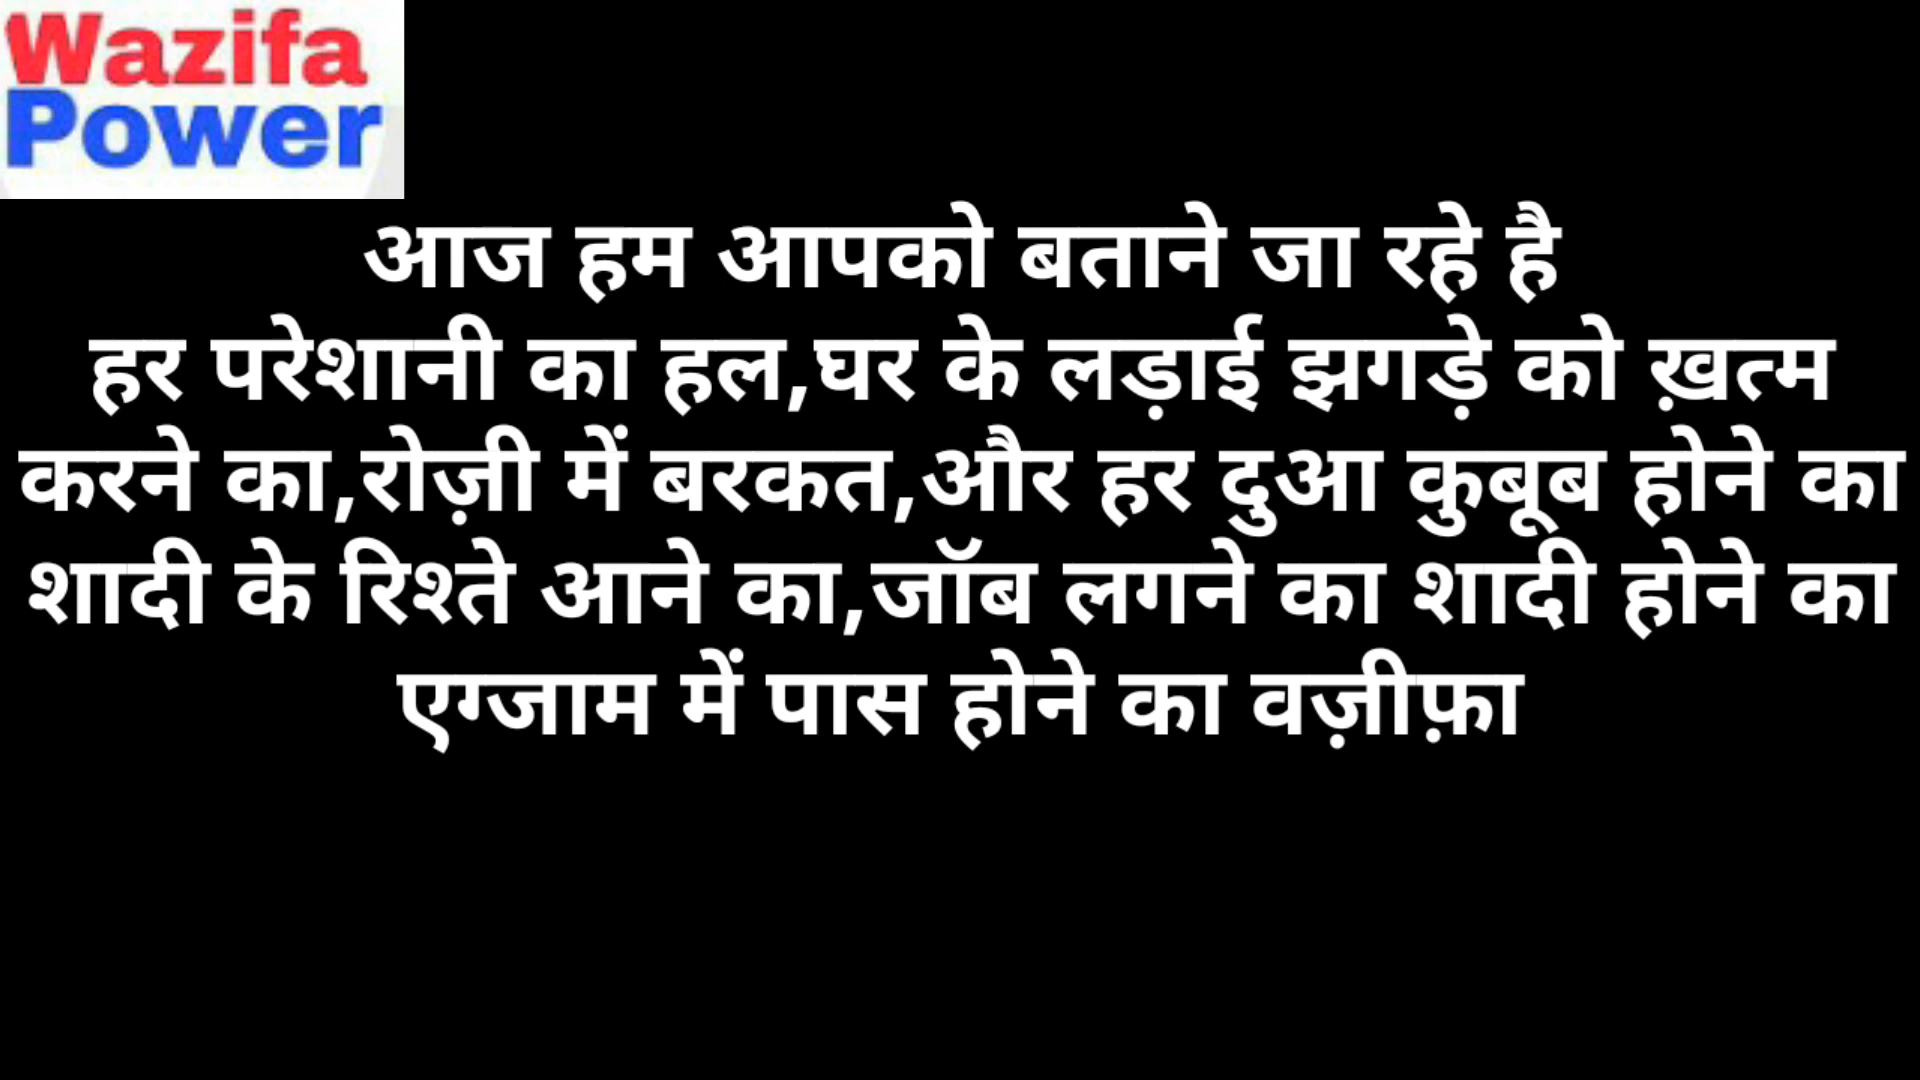 Wazifa
Power
आज हम आपको बताने जा रहे है
हर परेशानी का हल,घर के लड़ाई झगड़े को ख़त्म
करने का,रोज़ी में बरकत,और हर दुआ कुबूब होने का
शादी के रिश्ते आने का,जॉब लगने का शादी होने का
एग्जाम में पास होने का वज़ीफ़ा